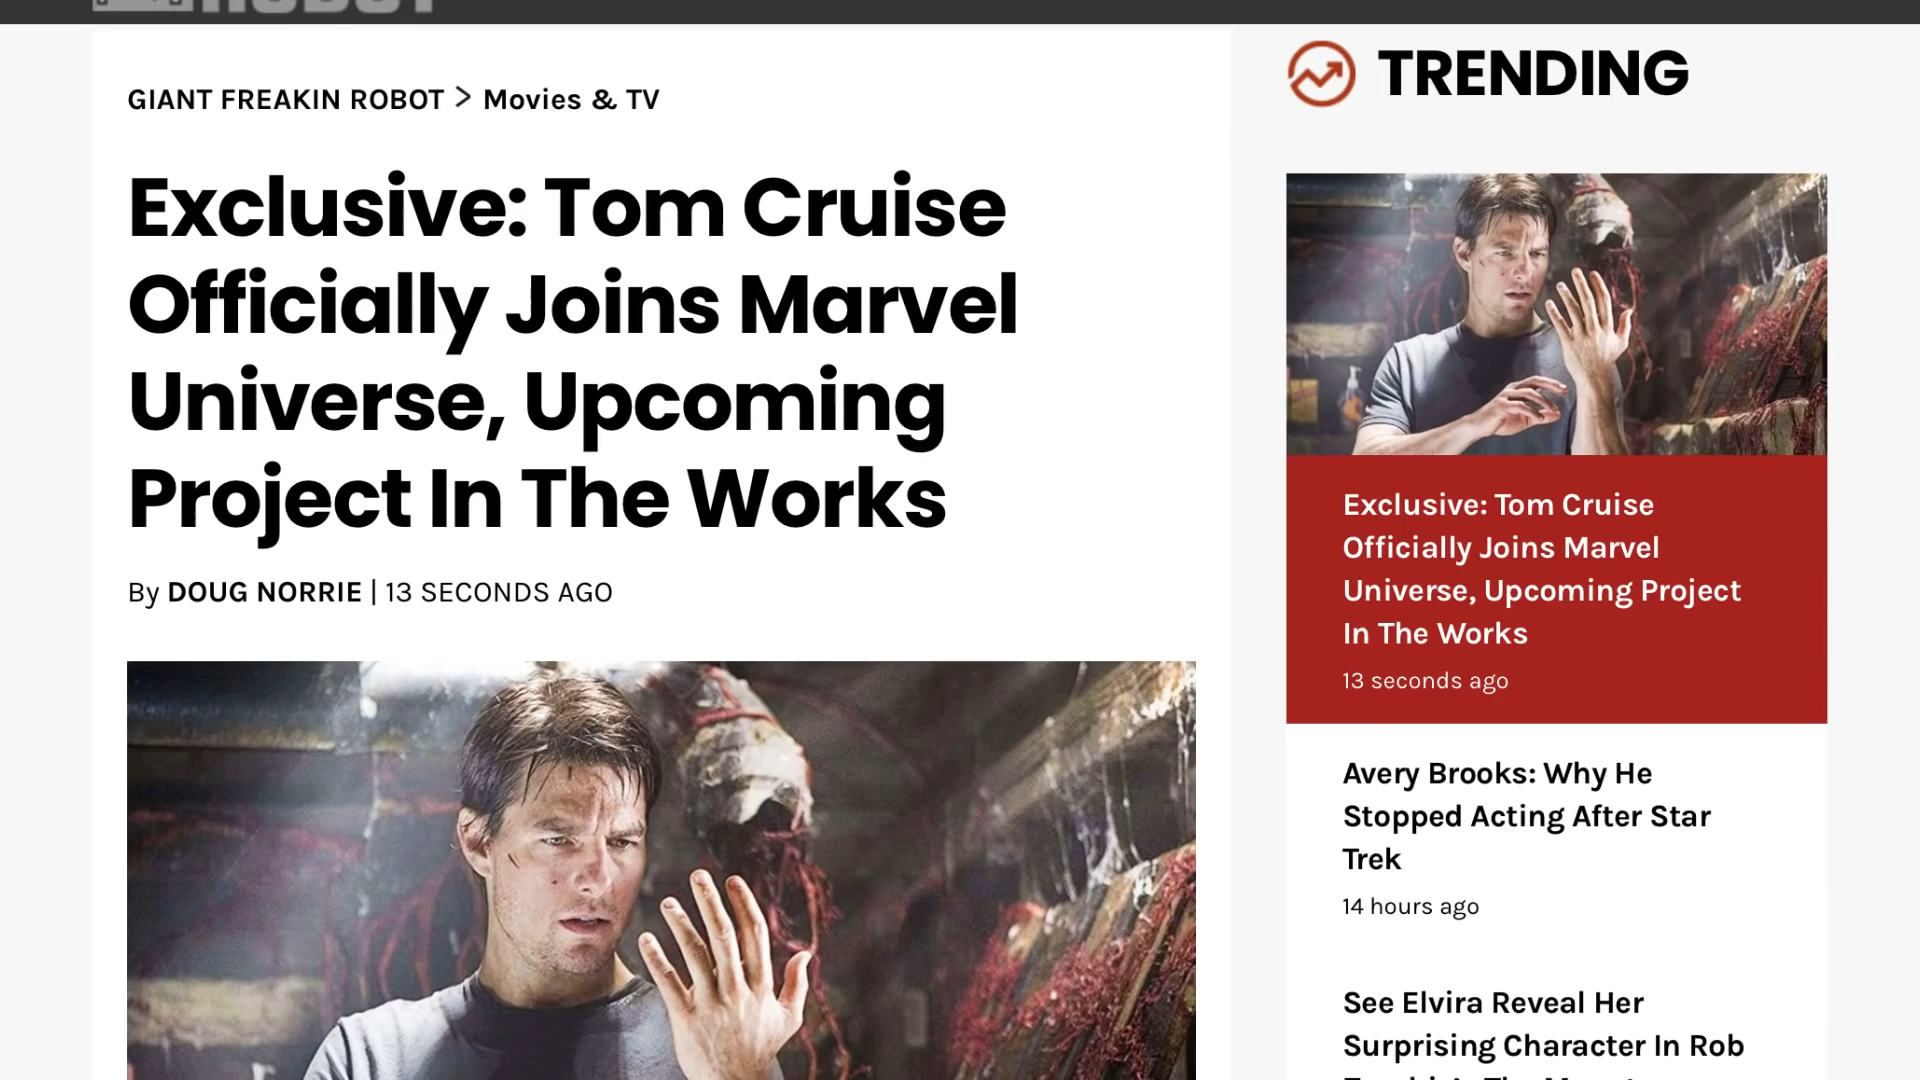 ROBOT
GIANT FREAKIN ROBOT > Movies & TV
Exclusive: Tom Cruise
Officially Joins Marvel
Universe, Upcoming
Project In The Works
By DOUG NORRIE | 13 SECONDS AGO
TRENDING
Exclusive: Tom Cruise
Officially Joins Marvel
Universe, Upcoming Project
In The Works
13 seconds ago
Avery Brooks: Why He
Stopped Acting After Star
Trek
14 hours ago
See Elvira Reveal Her
Surprising Character In Rob